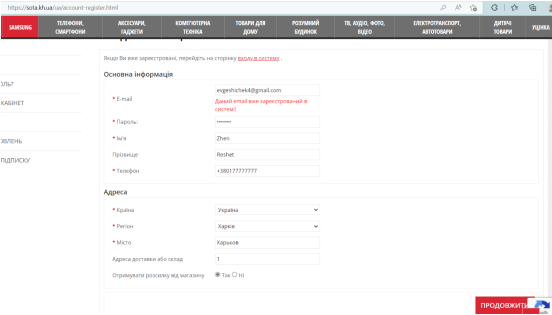 https://sota.kh.ua/ua/account-register.html
SAMSUNG
ТЕЛЕФОНИ, СМАРТФОНИ
АКСЕСУАРИ, ГАДЖЕТИ
КОМП'ЮТЕРНА ТЕХНІКА
ТОВАРИ ДЛЯ ДОМУ
РОЗУМНИЙ БУДИНОК
ТВ, АУДІО, ФОТО, ВІДЕО
ЕЛЕКТРОТРАНСПОРТ, АВТОТОВАРИ
ДИТЯЧІ ТОВАРИ
УЦІНКА
Якщо Ви вже зареєстровані, перейдіть на сторінку входу в систему.
Основна інформація
ЗЛЬ?
КАБІНЕТ
ЗВЛЕНЬ
ПІДПИСКУ
* E-mail
evgeshichek4@gmail.com
Даний email вже зареєстрований в системі!
* Пароль:
* Ім'я
Zhen
Прізвище
Reshet
* Телефон
+380177777777
Адреса
* Країна
Україна
* Регіон
Харків
* Місто
Харьков
Адреса доставки або склад
1
Отримувати розсилку від магазину
Так
Ні
ПРОДОВЖИТИ